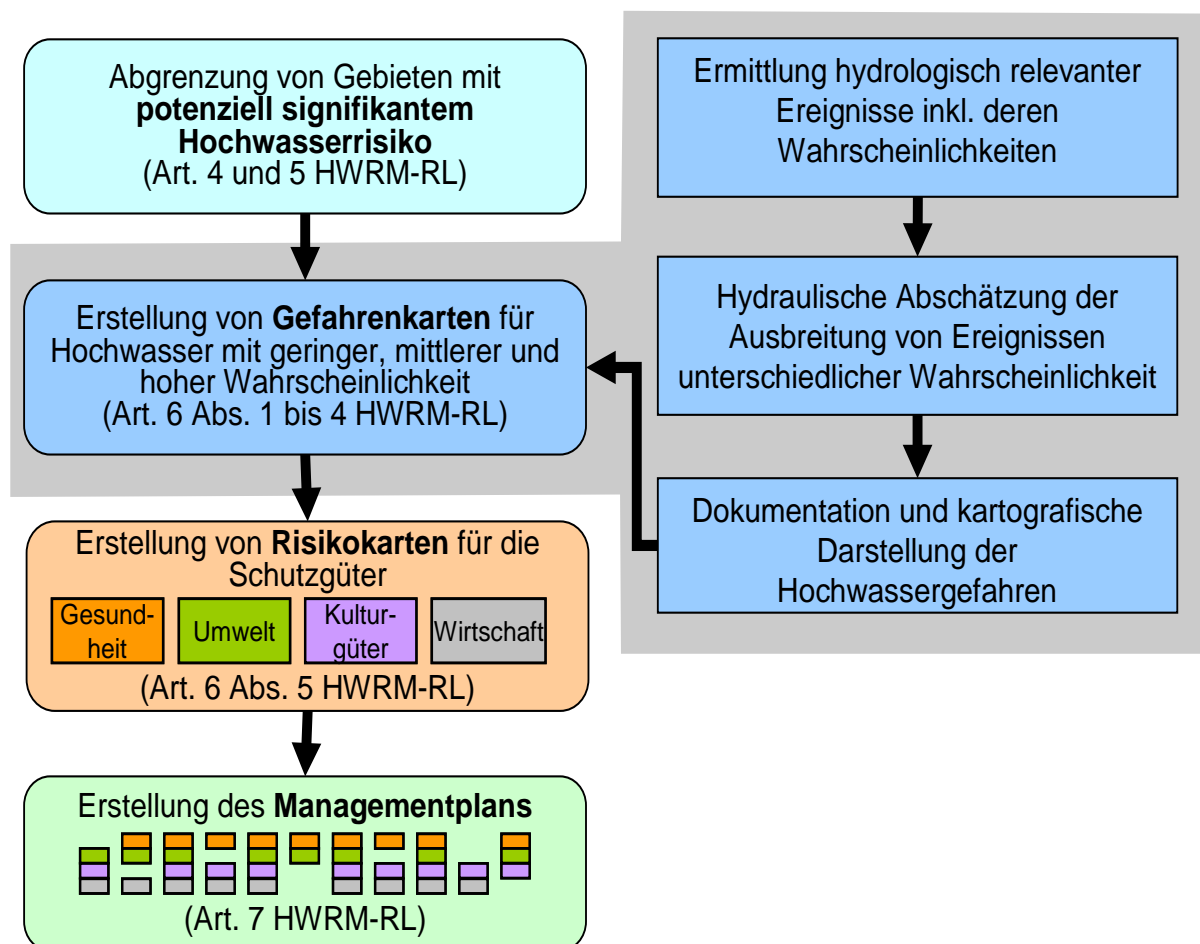 Abgrenzung von Gebieten mit
potenziell signifikantem
Hochwasserrisiko
(Art. 4 und 5 HWRM-RL)
Erstellung von Gefahrenkarten für
Hochwasser mit geringer, mittlerer und
hoher Wahrscheinlichkeit
(Art. 6 Abs. 1 bis 4 HWRM-RL)
Erstellung von Risikokarten für die
Schutzgüter
Gesund-
heit
Umwelt
Kultur-
güter
Wirtschaft
(Art. 6 Abs. 5 HWRM-RL)
Erstellung des Managementplans
(Art. 7 HWRM-RL)
Ermittlung hydrologisch relevanter
Ereignisse inkl. deren
Wahrscheinlichkeiten
Hydraulische Abschätzung der
Ausbreitung von Ereignissen
unterschiedlicher Wahrscheinlichkeit
Dokumentation und kartografische
Darstellung der
Hochwassergefahren